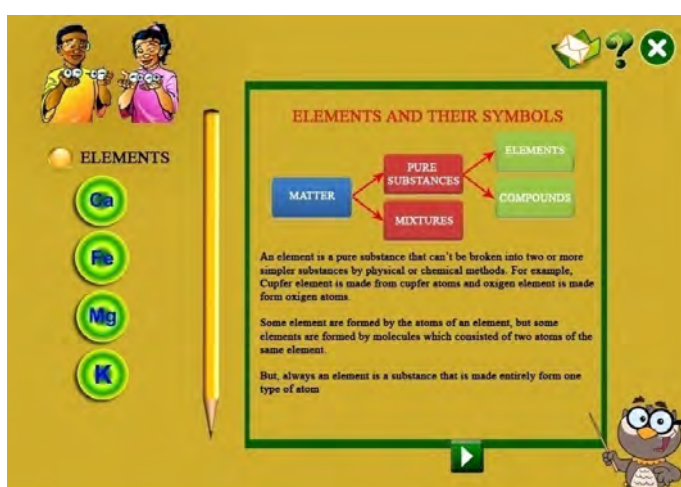 ELEMENTS
Ca
Fe
Mg
K
ELEMENTS AND THEIR SYMBOLS
MATTER
PURE
SUBSTANCES
MIXTURES
ELEMENTS
COMPOUNDS
An element is a pure substance that can't be broken into two or more
simpler substances by physical or chemical methods. For example,
Cupfer element is made from cupfer atoms and oxigen element is made
form oxigen atoms.
Some element are formed by the atoms of an element, but some
elements are formed by molecules which consisted of two atoms of the
same element.
But, always an element is a substance that is made entirely form one
type of atom